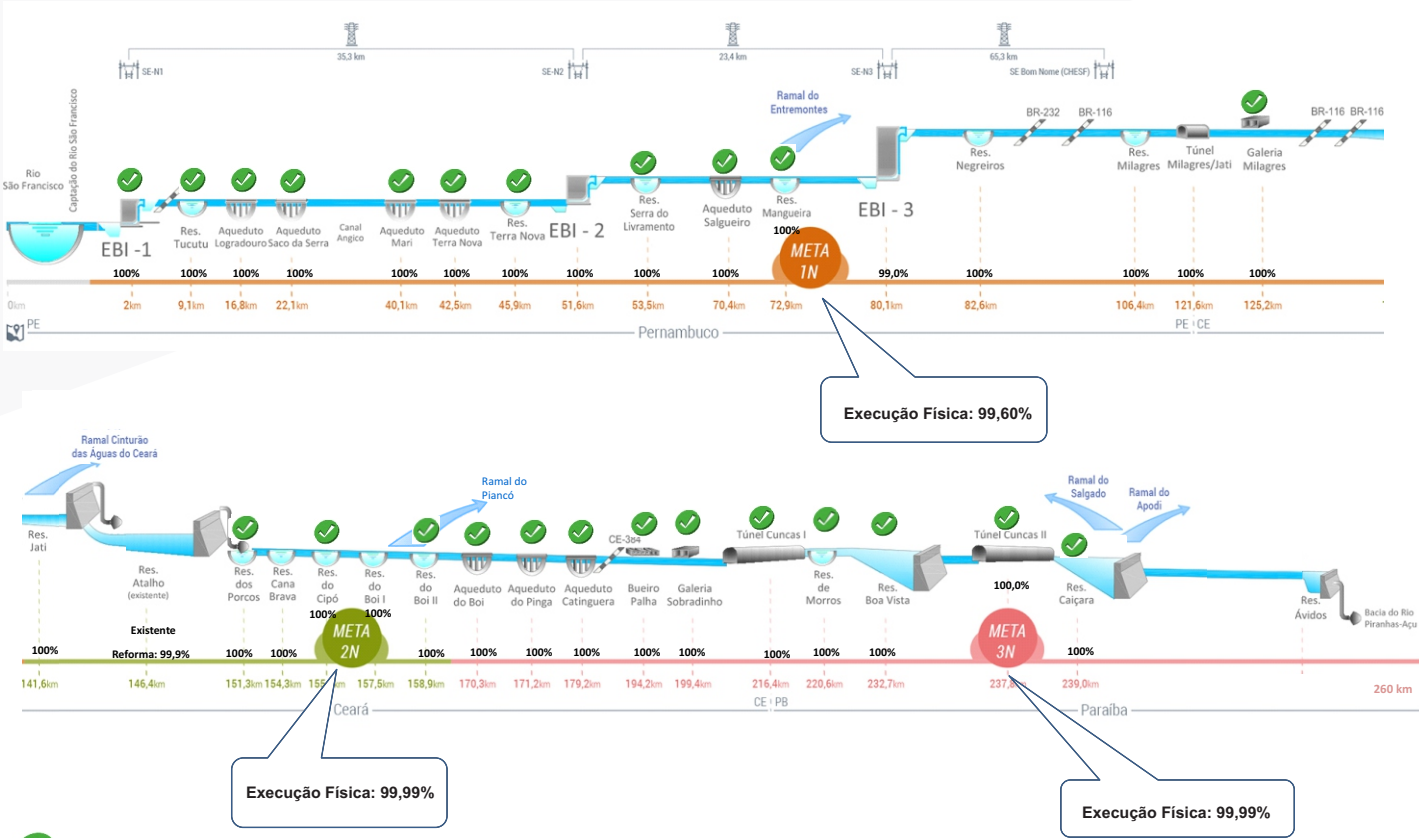 35,3 km
23,4 km
65,3 km
SE-N1
SE-N2
SE-N3
SE Bom Nome (CHESF)
Captação do Rio São Francisco
Ramal do
Entremontes
BR-232
BR-116
BR-116
BR-116
Rio
São Francisco
EBI -1
Res.
Tucutu
Aqueduto
Logradouro
Aqueduto
Saco da Serra
Canal
Angico
Aqueduto
Mari
Aqueduto
Terra Nova
Res.
Terra Nova
EBI - 2
Res.
Serra do
Livramento
Aqueduto
Salgueiro
Res.
Mangueira
EBI - 3
Res.
Negreiros
Res.
Milagres
Túnel
Milagres/Jati
Galeria
Milagres
100%
META
1N
100% 100% 100% 100% 100% 100% 100% 100% 100% 100% 99,0% 100% 100% 100% 100%
0km 2km 9,1km 16,8km 22,1km 40,1km 42,5km 45,9km 51,6km 53,5km 70,4km 72,9km 80,1km 82,6km 106,4km 121,6km 125,2km
PE
Pernambuco
PE CE
Execução Física: 99,60%
Ramal Cinturão
das Águas do Ceará
Ramal do
Piancó
Ramal do
Salgado
Ramal do
Apodi
CE-384
Túnel Cuncas I
Túnel Cuncas II
Res.
Jati
Res.
Atalho
(existente)
Res.
dos
Porcos
Res.
Cana
Brava
Res.
do
Cipó
Res.
do
Boi I
Res.
do
Boi II
Aqueduto
do Boi
Aqueduto
do Pinga
Aqueduto
Catinguera
Bueiro
Palha
Galeria
Sobradinho
Res.
de
Morros
Res.
Boa Vista
100,0%
Res.
Caiçara
Res.
Ávidos
Bacia do Rio
Piranhas-Açu
100% 100%
META
2N
META
3N
Existente
Reforma: 99,9%
100% 100% 100% 100% 100% 100% 100% 100% 100% 100% 100% 100% 100%
141,6km 146,4km 151,3km 154,3km 157,5km 158,9km 170,3km 171,2km 179,2km 194,2km 199,4km 216,4km 220,6km 232,7km 237,8km 239,0km 260 km
Ceará
CE PB
Paraíba
Execução Física: 99,99%
Execução Física: 99,99%